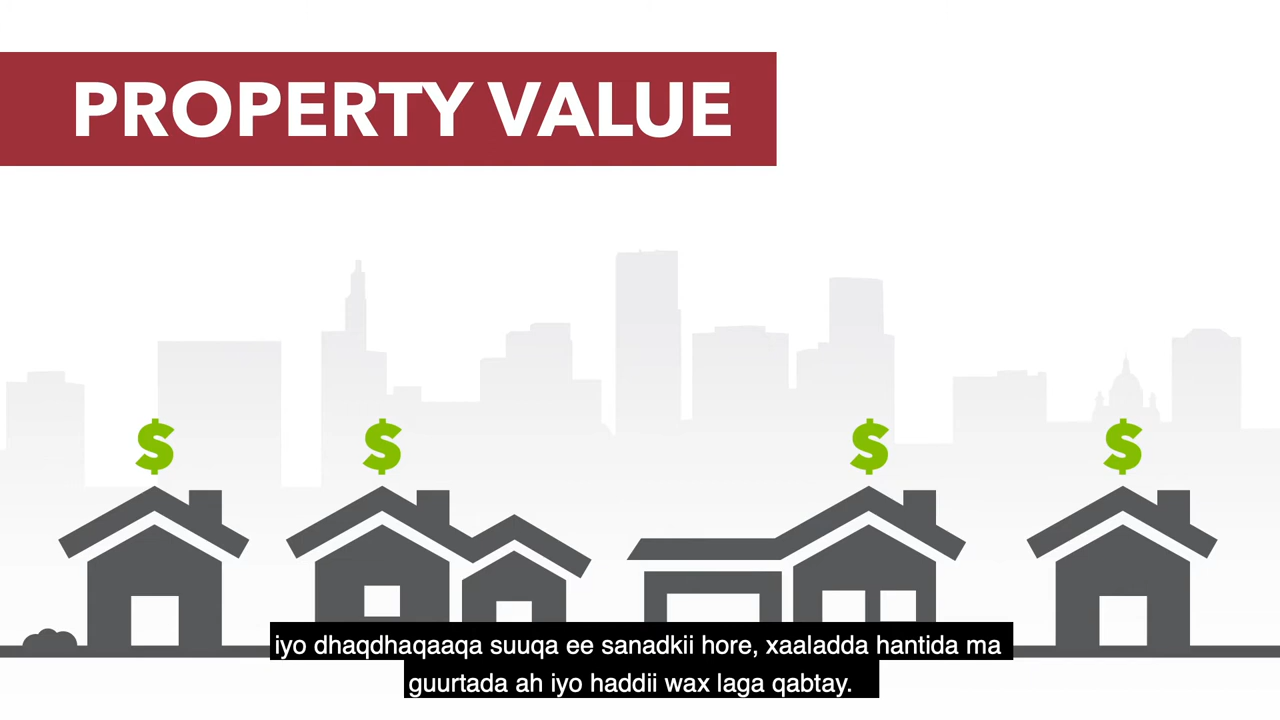 PROPERTY VALUE
$ $ $ $
iyo dhaqdhaqaaqa suuqa ee sanadkii hore, xaaladda hantida ma
guurtada ah iyo haddii wax laga qabtay.